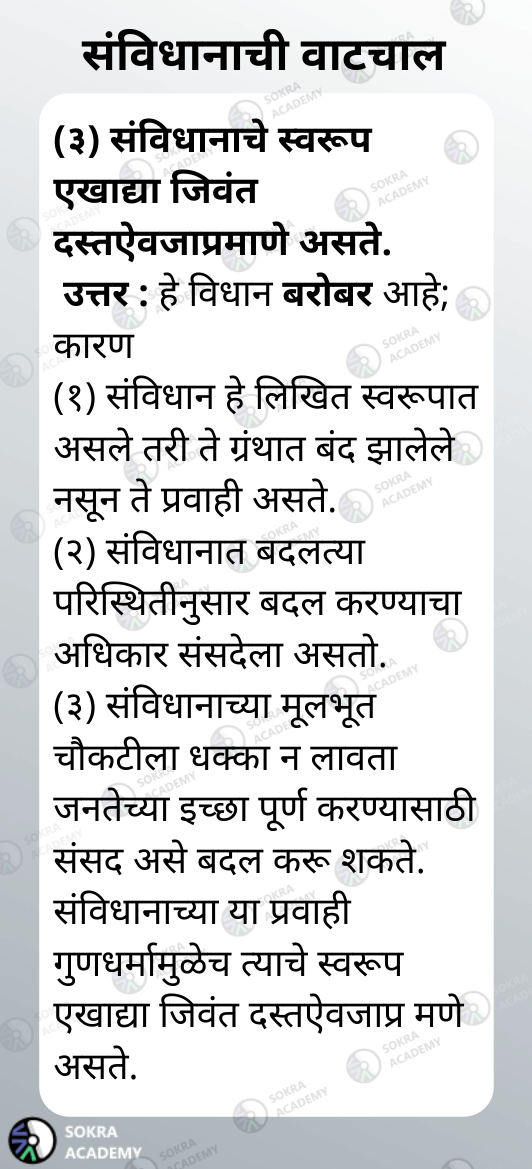 संविधानाची वाटचाल
(३) संविधानाचे स्वरूप
एखाद्या जिवंत
दस्तऐवजाप्रमाणे असते.
उत्तर : हे विधान बरोबर आहे;
कारण
(१) संविधान हे लिखित स्वरूपात
असले तरी ते ग्रंथात बंद झालेले
नसून ते प्रवाही असते.
(२) संविधानात बदलत्या
परिस्थितीनुसार बदल करण्याचा
अधिकार संसदेला असतो.
(३) संविधानाच्या मूलभूत
चौकटीला धक्का न लावता
जनतेच्या इच्छा पूर्ण करण्यासाठी
संसद असे बदल करू शकते.
संविधानाच्या या प्रवाही
गुणधर्मामुळेच त्याचे स्वरूप
एखाद्या जिवंत दस्तऐवजाप्र मणे
असते.
SOKRA
ACADEMY